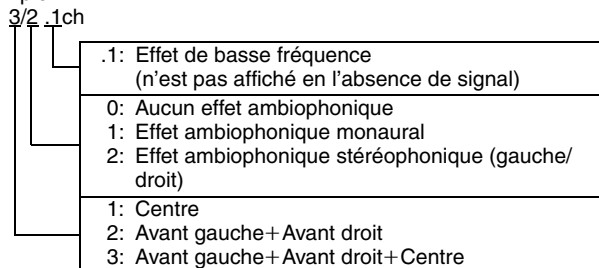 3/2 .1ch
.1: Effet de basse fréquence
(n'est pas affiché en l'absence de signal)
0: Aucun effet ambiophonique
1: Effet ambiophonique monaural
2: Effet ambiophonique stéréophonique (gauche/
droit)
1: Centre
2: Avant gauche+Avant droit
3: Avant gauche+Avant droit+Centre